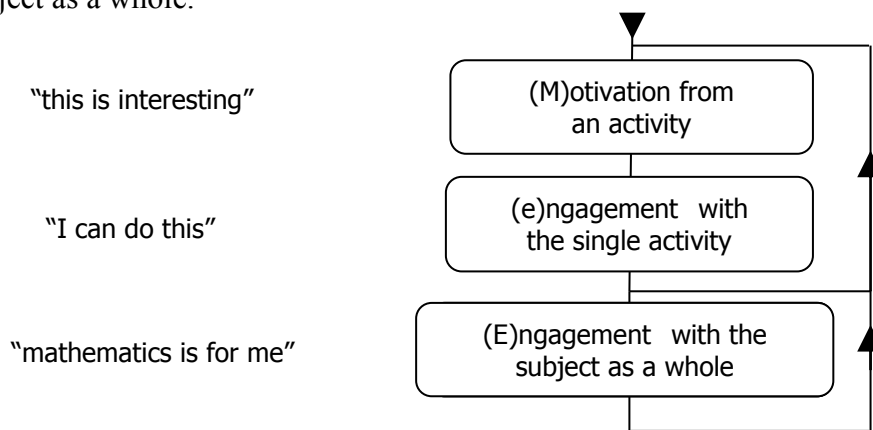 ject as a whole.
“this is interesting”
(M)otivation from
an activity
“I can do this”
(e)ngagement with
the single activity
“mathematics is for me”
(E)ngagement with the
subject as a whole